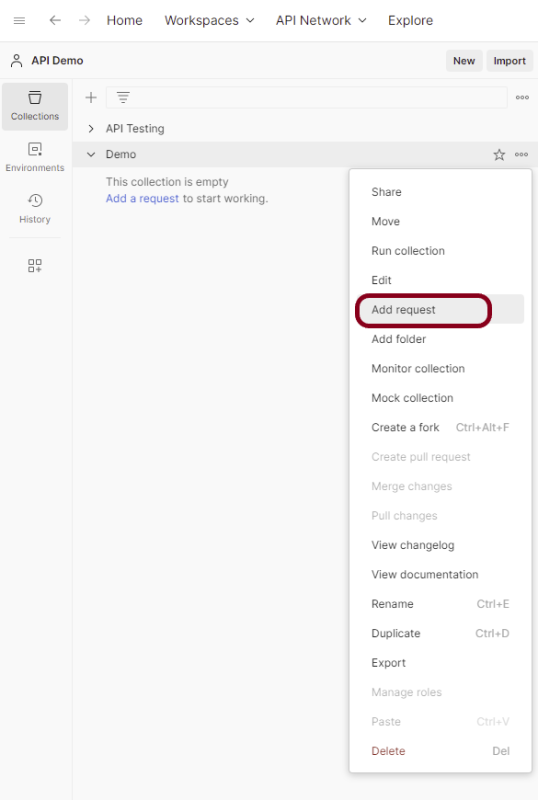 Home Workspaces API Network Explore
API Demo New Import
Collections
API Testing
Demo
Environments
This collection is empty
Add a request to start working.
History
Share
Move
Run collection
Edit
Add request
Add folder
Monitor collection
Mock collection
Create a fork Ctrl+Alt+F
Create pull request
Merge changes
Pull changes
View changelog
View documentation
Rename Ctrl+E
Duplicate Ctrl+D
Export
Manage roles
Paste Ctrl+V
Delete Del